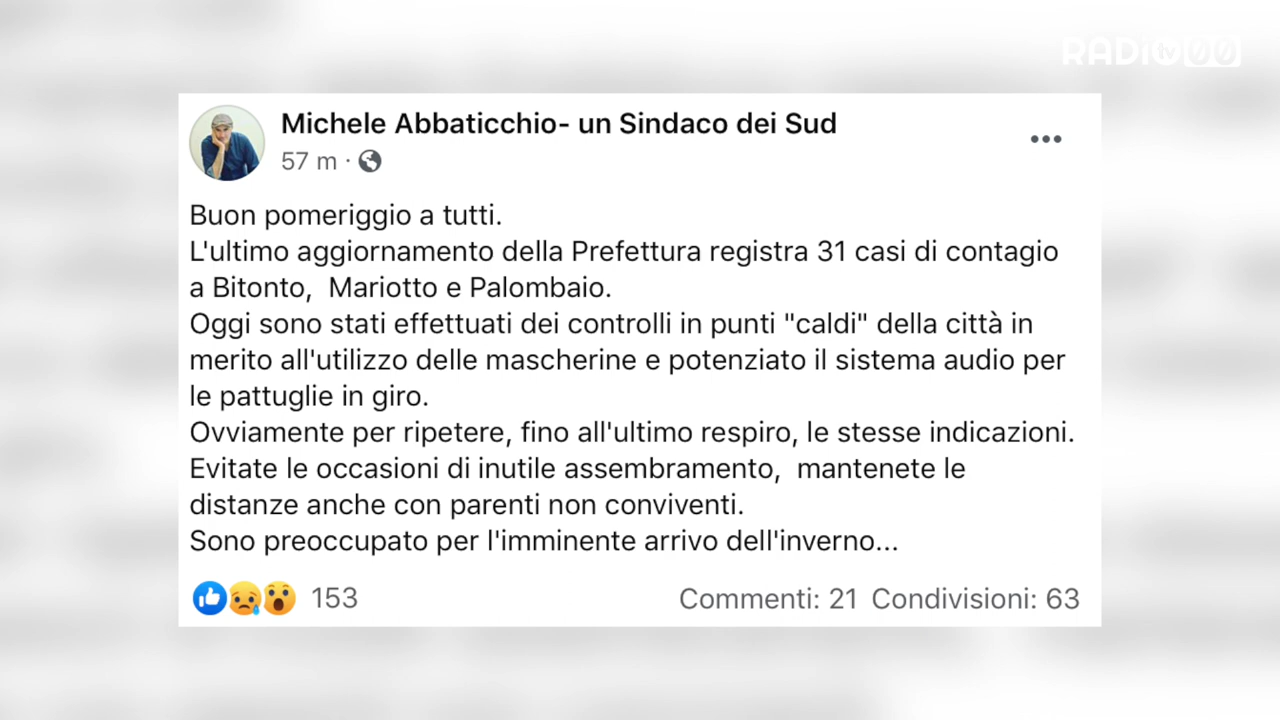 RADIO tv 00
Michele Abbaticchio- un Sindaco dei Sud
57 m ·
Buon pomeriggio a tutti.
L'ultimo aggiornamento della Prefettura registra 31 casi di contagio
a Bitonto,  Mariotto e Palombaio.
Oggi sono stati effettuati dei controlli in punti "caldi" della città in
merito all'utilizzo delle mascherine e potenziato il sistema audio per
le pattuglie in giro.
Ovviamente per ripetere, fino all'ultimo respiro, le stesse indicazioni.
Evitate le occasioni di inutile assembramento,  mantenete le
distanze anche con parenti non conviventi.
Sono preoccupato per l'imminente arrivo dell'inverno...
153 Commenti: 21 Condivisioni: 63